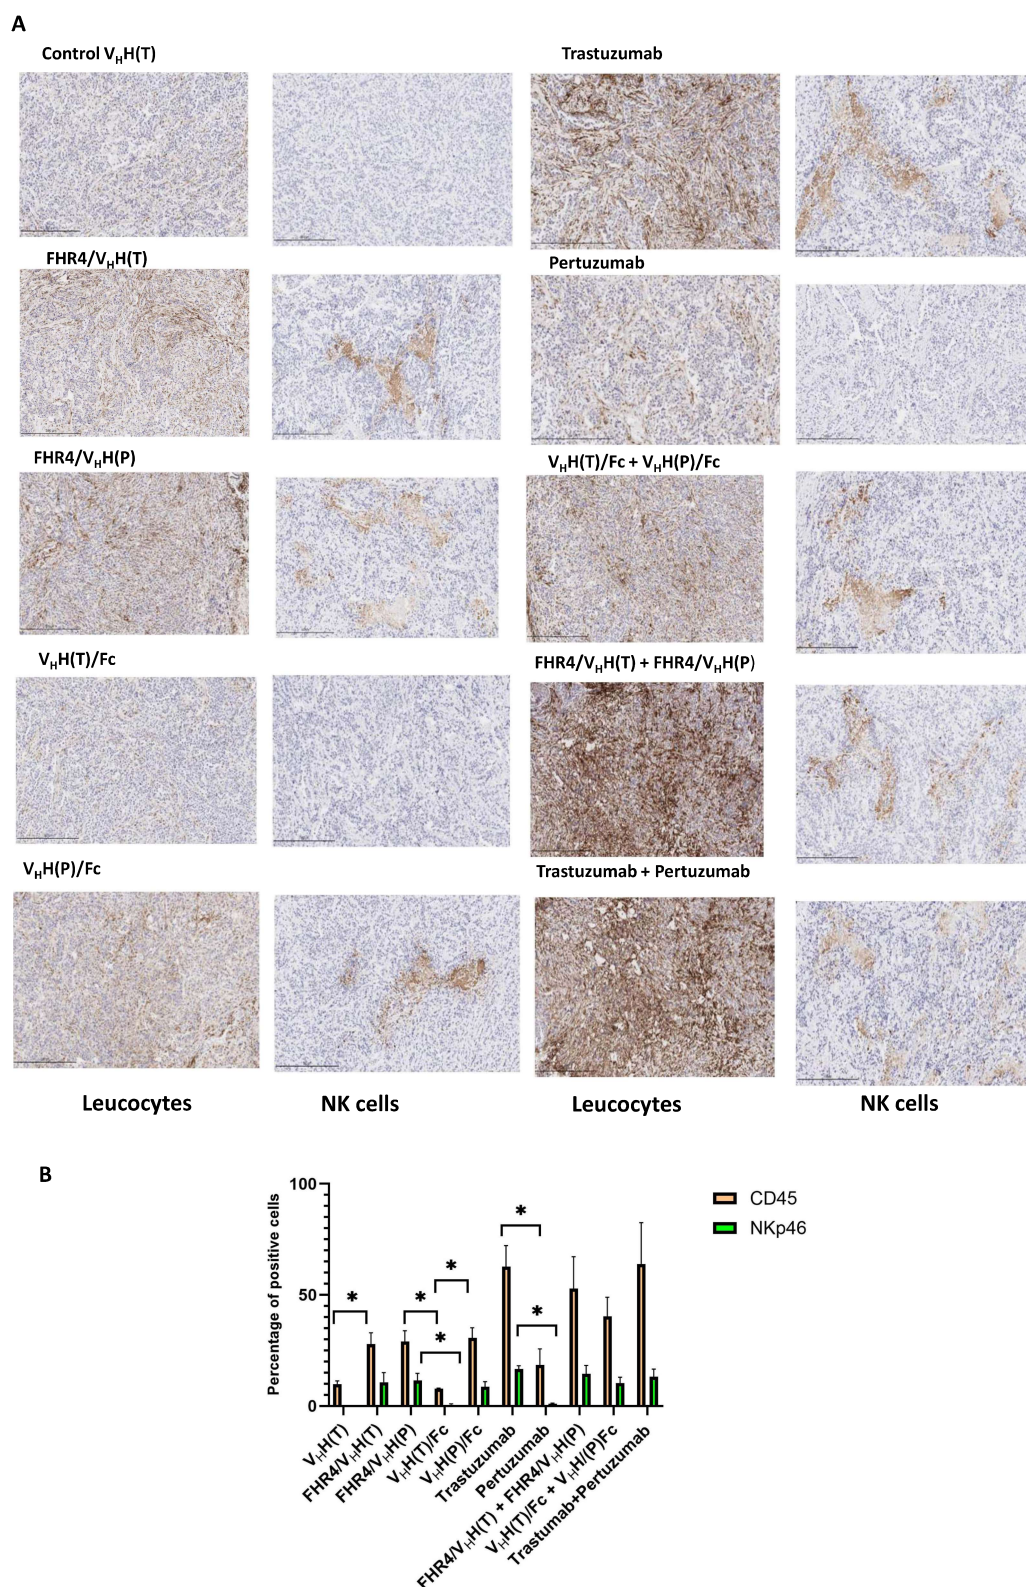 A
Control VHH(T)
Trastuzumab
FHR4/VHH(T)
Pertuzumab
FHR4/VHH(P)
VHH(T)/Fc + VHH(P)/Fc
VHH(T)/Fc
FHR4/VHH(T) + FHR4/VHH(P)
VHH(P)/Fc
Trastuzumab + Pertuzumab
Leucocytes
NK cells
Leucocytes
NK cells
B
Percentage of positive cells
100
50
0
*
*
*
*
*
*
CD45
NKp46
VHH(T)
FHR4/VHH(T)
FHR4/VHH(P)
VHH(T)/Fc
VHH(P)/Fc
Trastuzumab
Pertuzumab
FHR4/VHH(T) + FHR4/VHH(P)
VHH(T)/Fc + VHH/(P)Fc
Trastumab+Pertuzumab